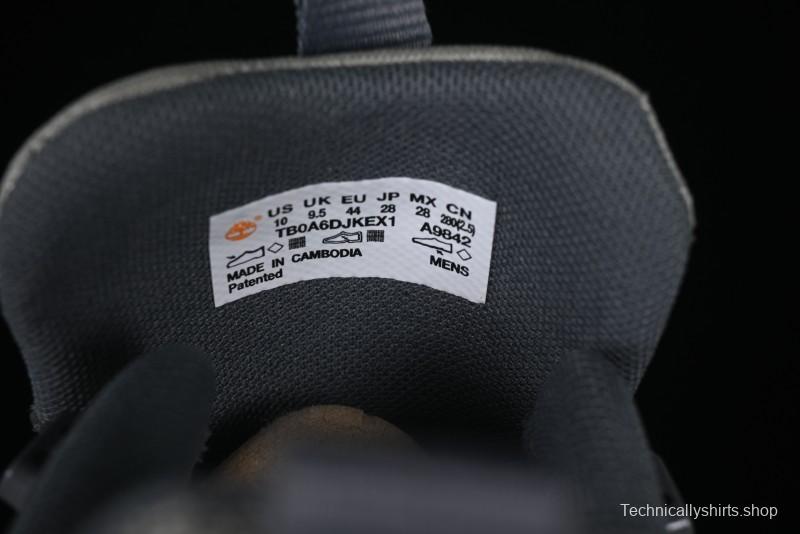 US UK EU JP MX CN
10 9.5 44 28 28 280(2.5)
TB0A6DJKEX1 A9842
MADE IN CAMBODIA
Patented MENS
Technicallyshirts.shop